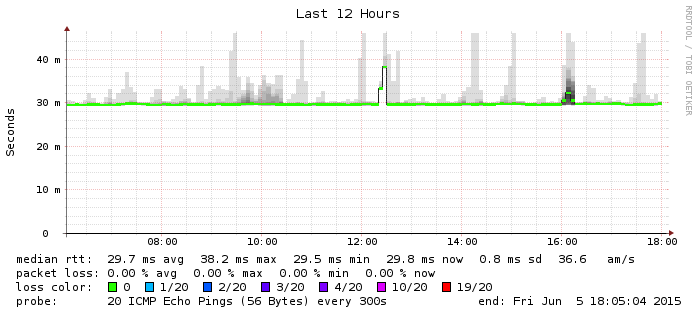 Last 12 Hours
RRDTOOL / TOBI OETIKER
Seconds
40 m
30 m
20 m
10 m
0
08:00 10:00 12:00 14:00 16:00 18:00
median rtt: 29.7 ms avg 38.2 ms max 29.5 ms min 29.8 ms now 0.8 ms sd 36.6 am/s
packet loss: 0.00 % avg 0.00 % max 0.00 % min 0.00 % now
loss color: 0 1/20 2/20 3/20 4/20 10/20 19/20
probe: 20 ICMP Echo Pings (56 Bytes) every 300s end: Fri Jun 5 18:05:04 2015